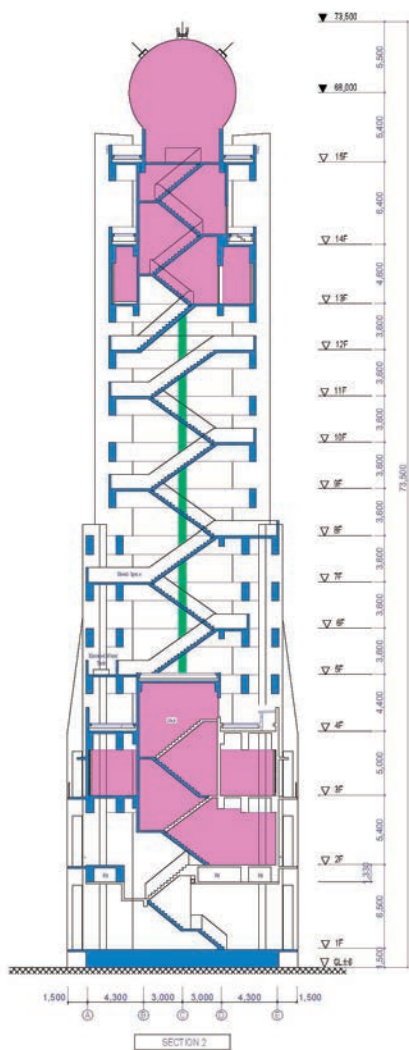 73,500
5,500
68,000
5,400
15F
6,400
14F
4,600
13F
3,600
12F
3,600
11F
3,600
10F
3,600
9F
73,500
3,600
8F
3,600
7F
3,600
6F
3,600
5F
4,400
4F
5,000
3F
5,400
2F
1,330
6,500
1F
1,500
GL±0
1,500
4,300
3,000
3,000
4,300
1,500
A
B
C
D
E
SECTION 2